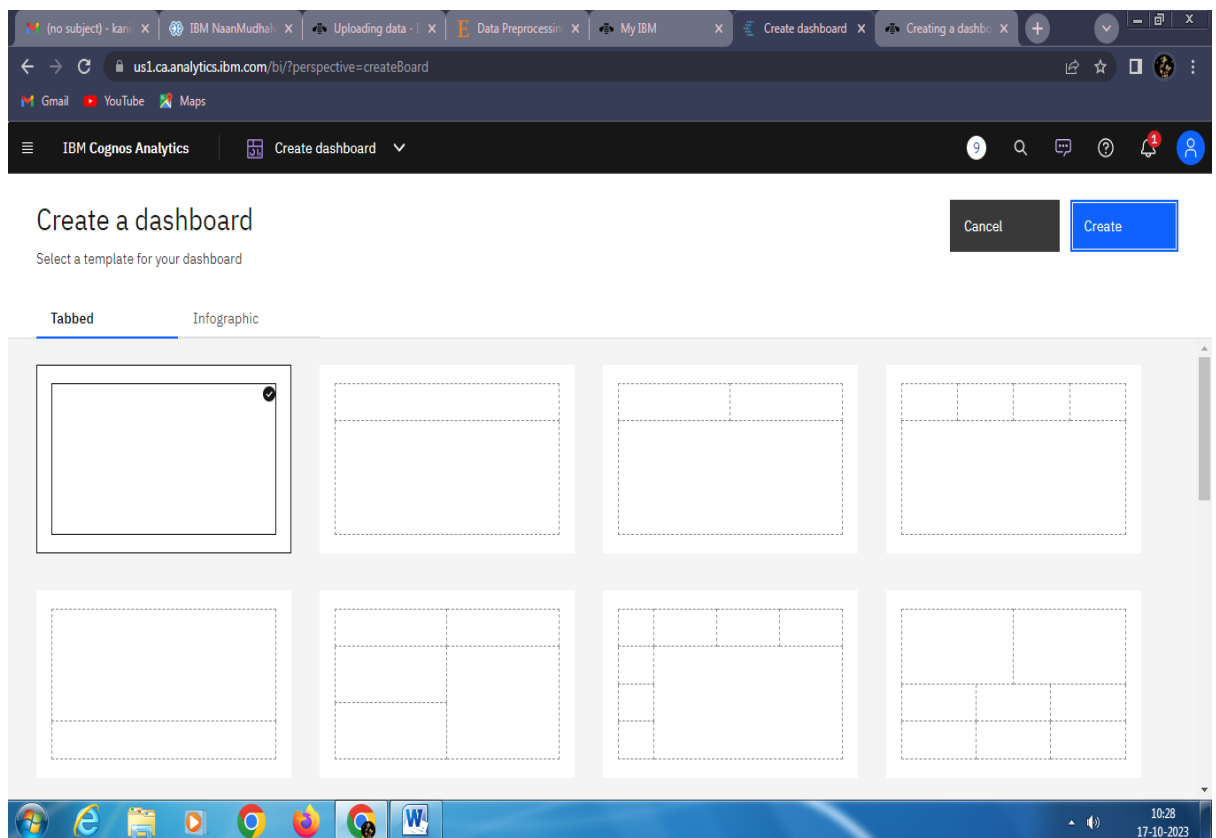 (no subject) - kani
IBM NaanMudhal
Uploading data - I
Data Preprocessin
My IBM
Create dashboard
Creating a dashbo
us1.ca.analytics.ibm.com/bi/?perspective=createBoard
Gmail YouTube Maps
IBM Cognos Analytics Create dashboard 9 1
Create a dashboard
Cancel Create
Select a template for your dashboard
Tabbed Infographic
10:28
17-10-2023